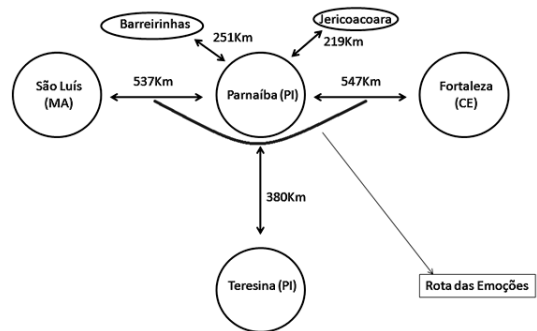 Barreirinhas
Jericoacoara
251Km
219Km
São Luís
(MA)
537Km
Parnaíba (PI)
547Km
Fortaleza
(CE)
380Km
Teresina (PI)
Rota das Emoções